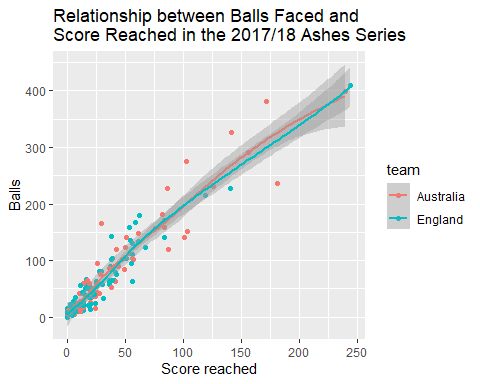 Relationship between Balls Faced and
Score Reached in the 2017/18 Ashes Series
400
300
200
100
0
Balls
0 50 100 150 200 250
Score reached
team
Australia
England